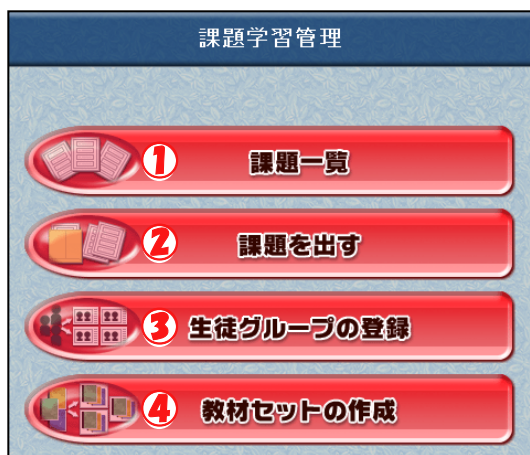 課題学習管理
① 課題一覧
② 課題を出す
③ 生徒グループの登録
④ 教材セットの作成